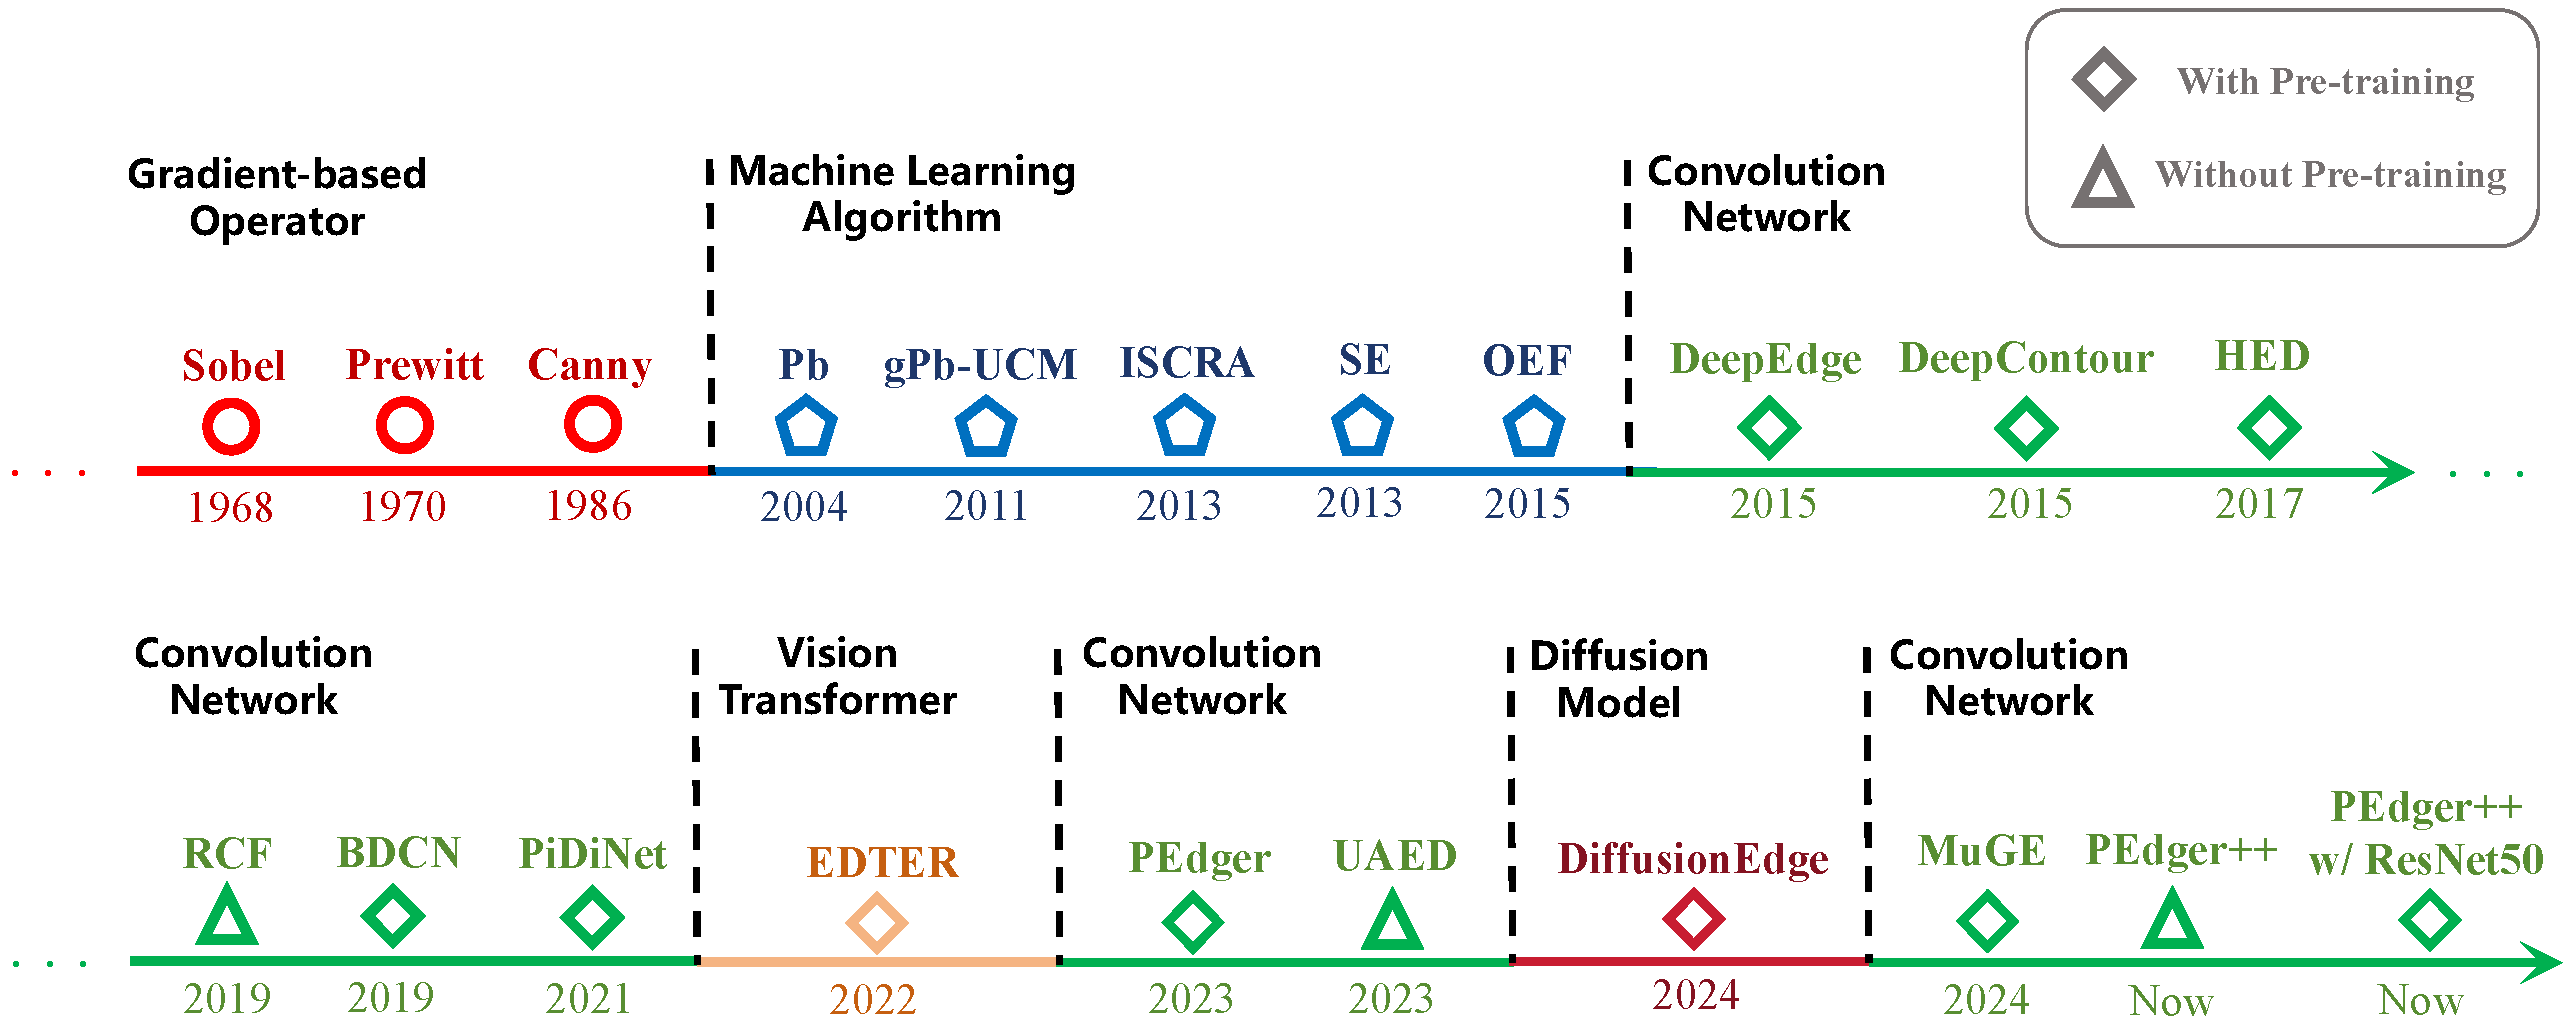 With Pre-training
Without Pre-training
Gradient-based
Operator
Machine Learning
Algorithm
Convolution
Network
Sobel Prewitt Canny Pb gPb-UCM ISCRA SE OEF DeepEdge DeepContour HED
. . . . . .
1968 1970 1986 2004 2011 2013 2013 2015 2015 2015 2017
Convolution
Network
Vision
Transformer
Convolution
Network
Diffusion
Model
Convolution
Network
RCF BDCN PiDiNet EDTER PEdger UAED DiffusionEdge MuGE PEdger++ PEdger++
w/ ResNet50
. . .
2019 2019 2021 2022 2023 2023 2024 2024 Now Now